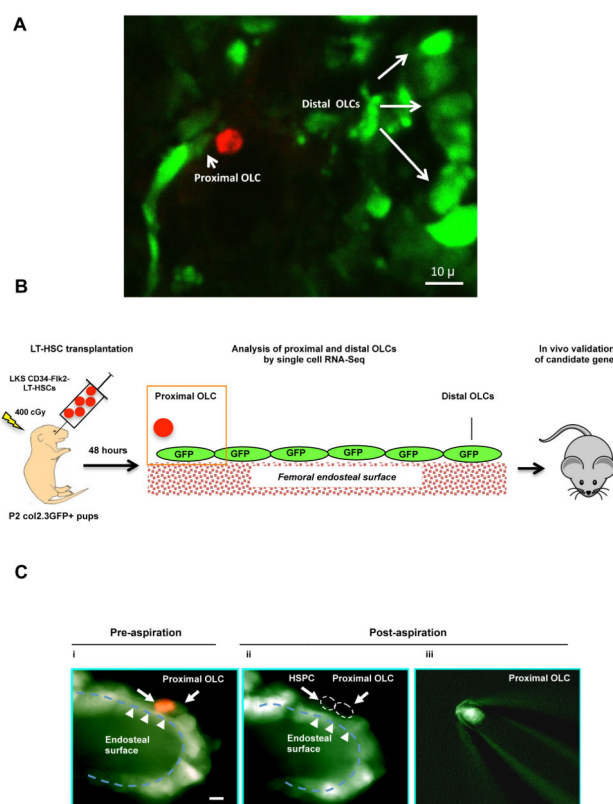 A
Distal OLCs
Proximal OLC
10 µ
B
LT-HSC transplantation
Analysis of proximal and distal OLCs
by single cell RNA-Seq
In vivo validation
of candidate gene
LKS CD34-Flk2-
LT-HSCs
400 cGy
Proximal OLC
Distal OLCs
48 hours
GFP
GFP
GFP
GFP
GFP
GFP
Femoral endosteal surface
P2 col2.3GFP+ pups
C
Pre-aspiration
Post-aspiration
i
ii
iii
Proximal OLC
HSPC
Proximal OLC
Proximal OLC
Endosteal
surface
Endosteal
surface